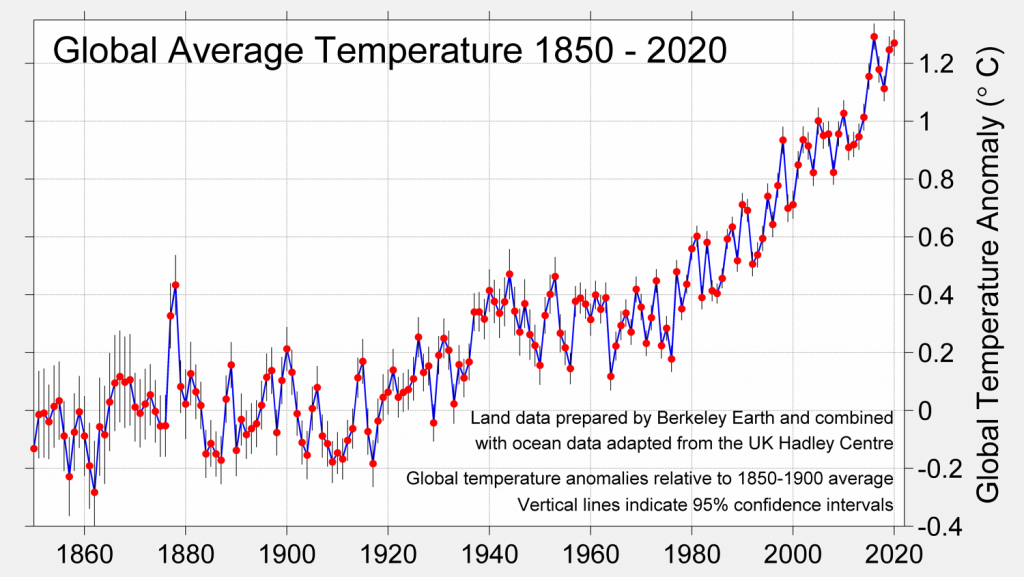 Global Average Temperature 1850 - 2020
1.2
1
0.8
0.6
0.4
0.2
0
-0.2
-0.4
Global Temperature Anomaly (° C)
Land data prepared by Berkeley Earth and combined
with ocean data adapted from the UK Hadley Centre
Global temperature anomalies relative to 1850-1900 average
Vertical lines indicate 95% confidence intervals
1860 1880 1900 1920 1940 1960 1980 2000 2020